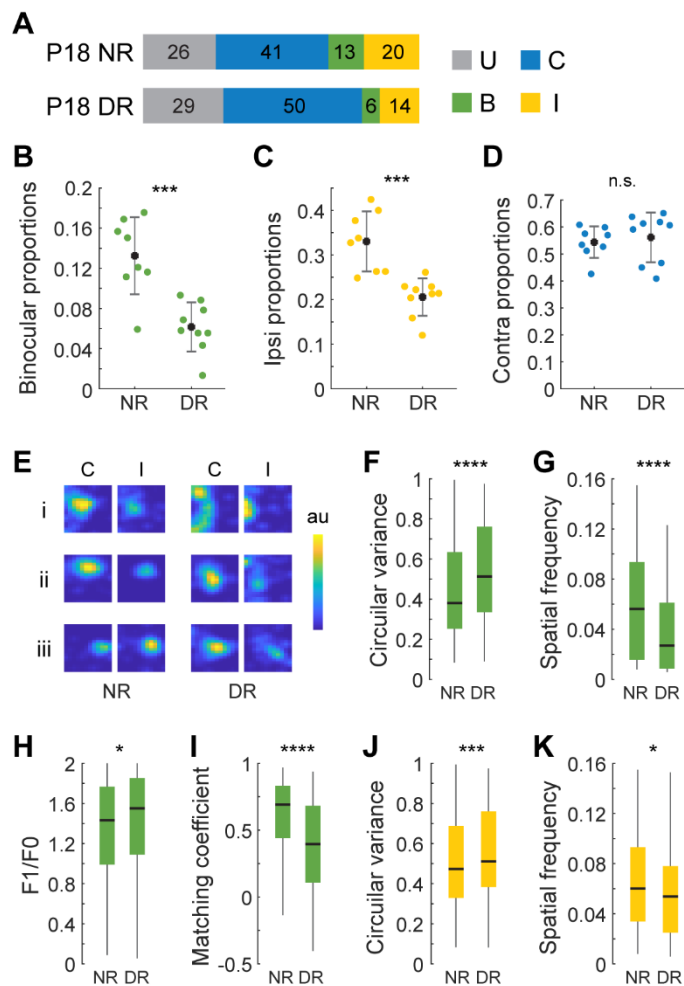 A
P18 NR 26 41 13 20
P18 DR 29 50 6 14
U C
B I
B
Binocular proportions
0.2
0.16
0.12
0.08
0.04
0
***
NR DR
C
Ipsi proportions
0.4
0.3
0.2
0.1
0
***
NR DR
D
Contra proportions
0.7
0.6
0.5
0.4
0.3
0.2
0.1
0
n.s.
NR DR
E
C I C I
i
ii
iii
au
NR DR
F
Circuilar variance
1
0.8
0.6
0.4
0.2
0
****
NR DR
G
Spatial frequency
0.16
0.12
0.08
0.04
0
****
NR DR
H
F1/F0
2
1.6
1.2
0.8
0.4
0
*
NR DR
I
Matching coefficient
1
0.5
0
-0.5
****
NR DR
J
Circuilar variance
1
0.8
0.6
0.4
0.2
0
***
NR DR
K
Spatial frequency
0.16
0.12
0.08
0.04
0
*
NR DR